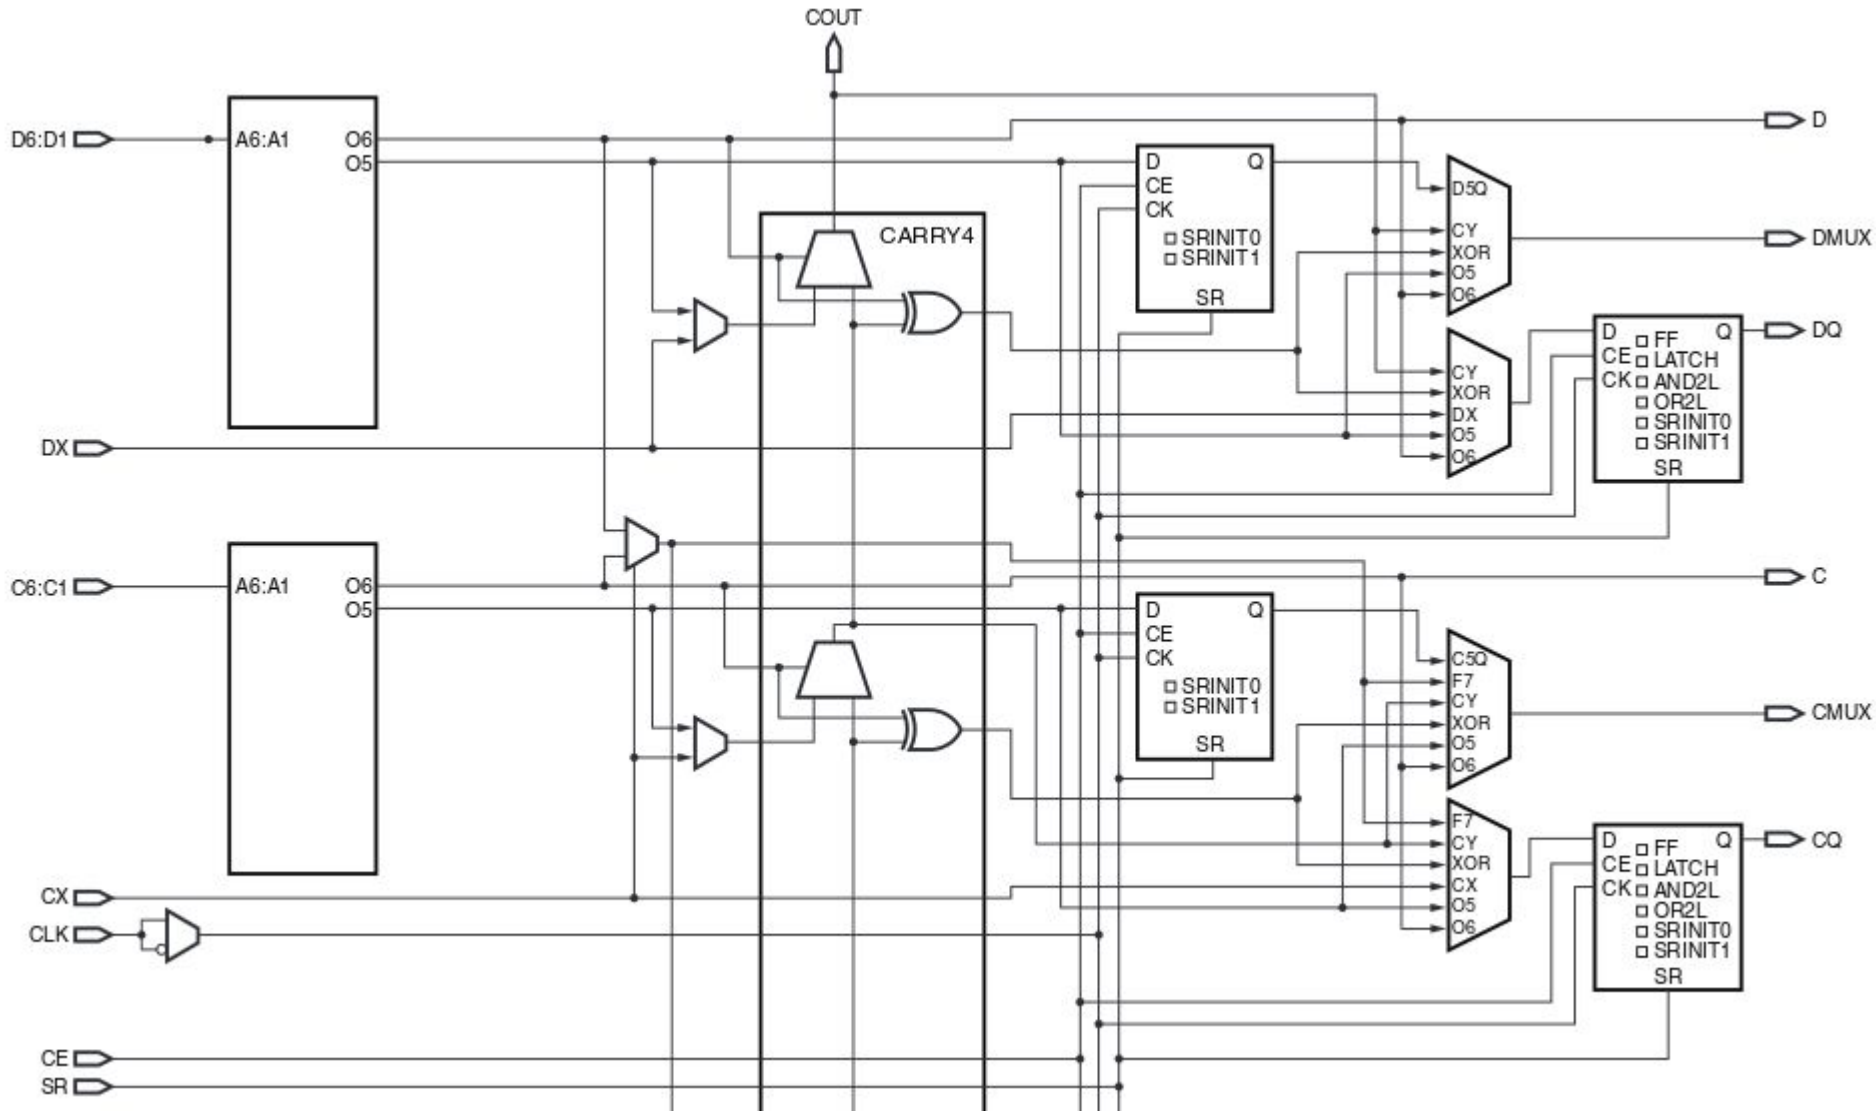 COUT
D6:D1
A6:A1
O6
O5
D
D
Q
CE
CK
SRINIT0
SRINIT1
SR
CARRY4
D5Q
CY
XOR
O5
O6
DMUX
DX
CY
XOR
DX
O5
O6
D
Q
FF
CE
LATCH
CK
AND2L
OR2L
SRINIT0
SRINIT1
SR
DQ
C6:C1
A6:A1
O6
O5
C
D
Q
CE
CK
SRINIT0
SRINIT1
SR
C5Q
F7
CY
XOR
O5
O6
CMUX
CX
CLK
F7
CY
XOR
CX
O5
O6
D
Q
FF
CE
LATCH
CK
AND2L
OR2L
SRINIT0
SRINIT1
SR
CQ
CE
SR